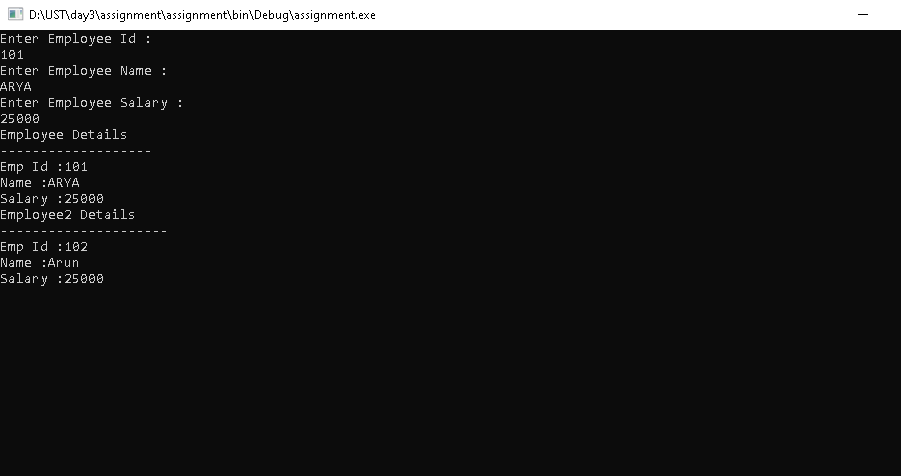 D:\UST\day3\assignment\assignment\bin\Debug\assignment.exe
Enter Employee Id :
101
Enter Employee Name :
ARYA
Enter Employee Salary :
25000
Employee Details
-------------------
Emp Id :101
Name :ARYA
Salary :25000
Employee2 Details
---------------------
Emp Id :102
Name :Arun
Salary :25000